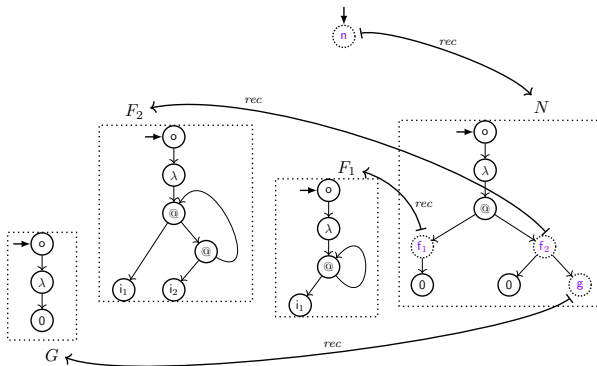 n
rec
N
F₂
rec
o
λ
@
f₁
f₂
0
0
g
o
λ
@
@
i₁
i₂
F₁
rec
o
λ
@
i₁
o
λ
0
G
rec